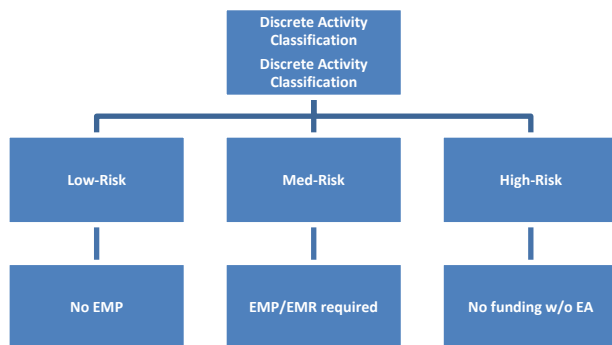 Discrete Activity
Classification
Discrete Activity
Classification
Low-Risk
Med-Risk
High-Risk
No EMP
EMP/EMR required
No funding w/o EA